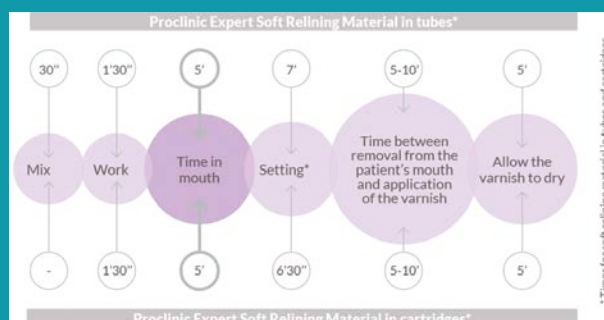 Proclinic Expert Soft Relining Material in tubes*
30" 1'30" 5' 7' 5-10' 5'
Mix
Work
Time in
mouth
Setting*
Time between
removal from the
patient's mouth
and application
of the varnish
Allow the
varnish to dry
- 1'30" 5' 6'30" 5-10' 5'
Proclinic Expert Soft Relining Material in cartridges*